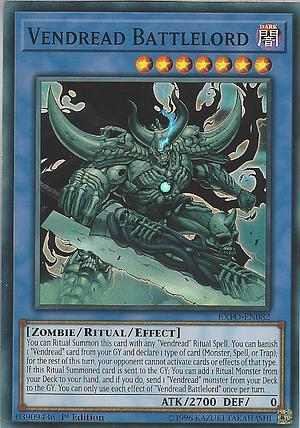 VENDREAD BATTLELORD
DARK
闇
EXFO-EN082
[ZOMBIE/RITUAL/EFFECT]
You can Ritual Summon this card with any "Vendread" Ritual Spell. You can banish
1 "Vendread" card from your GY and declare 1 type of card (Monster, Spell, or Trap);
for the rest of this turn, your opponent cannot activate cards or effects of that type.
If this Ritual Summoned card is sent to the GY: You can add 1 Ritual Monster from
your Deck to your hand, and if you do, send 1 "Vendread" monster from your Deck to
the GY. You can only use each effect of "Vendread Battlelord" once per turn.
ATK/2700 DEF/ 0
03909436 1st Edition ©1996 KAZUKI TAKAHASHI